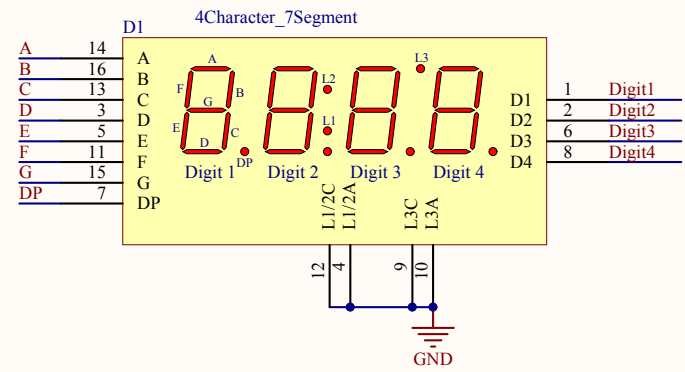 4Character_7Segment
D1
A 14 A
B 16 B
C 13 C
D 3 D
E 5 E
F 11 F
G 15 G
DP 7 DP
A
F
B
G
E
C
D
DP
L2
L1
L3
Digit 1 Digit 2 Digit 3 Digit 4
D1 1 Digit1
D2 2 Digit2
D3 6 Digit3
D4 8 Digit4
L1/2C
L1/2A
L3C
L3A
12
4
9
10
GND